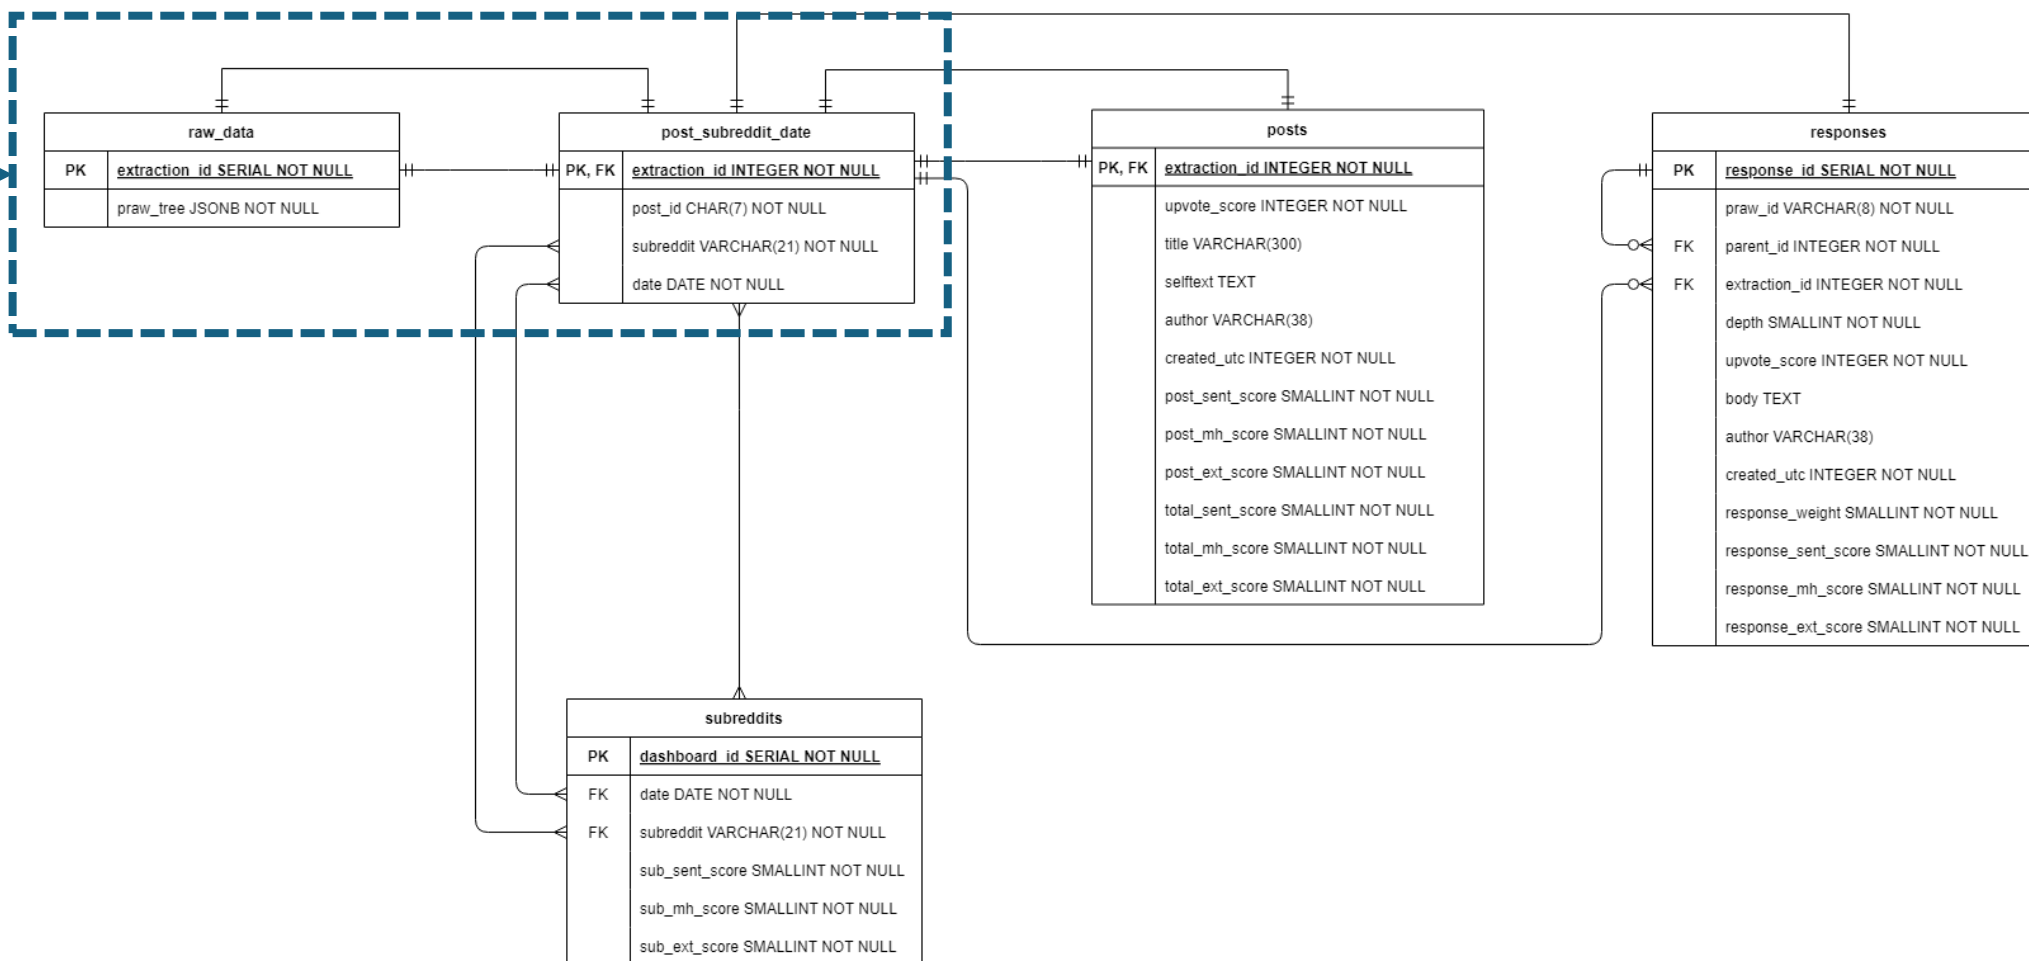 raw_data
PK extraction_id SERIAL NOT NULL
praw_tree JSONB NOT NULL
post_subreddit_date
PK, FK extraction_id INTEGER NOT NULL
post_id CHAR(7) NOT NULL
subreddit VARCHAR(21) NOT NULL
date DATE NOT NULL
posts
PK, FK extraction_id INTEGER NOT NULL
upvote_score INTEGER NOT NULL
title VARCHAR(300)
selftext TEXT
author VARCHAR(38)
created_utc INTEGER NOT NULL
post_sent_score SMALLINT NOT NULL
post_mh_score SMALLINT NOT NULL
post_ext_score SMALLINT NOT NULL
total_sent_score SMALLINT NOT NULL
total_mh_score SMALLINT NOT NULL
total_ext_score SMALLINT NOT NULL
responses
PK response_id SERIAL NOT NULL
praw_id VARCHAR(8) NOT NULL
FK parent_id INTEGER NOT NULL
FK extraction_id INTEGER NOT NULL
depth SMALLINT NOT NULL
upvote_score INTEGER NOT NULL
body TEXT
author VARCHAR(38)
created_utc INTEGER NOT NULL
response_weight SMALLINT NOT NULL
response_sent_score SMALLINT NOT NULL
response_mh_score SMALLINT NOT NULL
response_ext_score SMALLINT NOT NULL
subreddits
PK dashboard_id SERIAL NOT NULL
FK date DATE NOT NULL
FK subreddit VARCHAR(21) NOT NULL
sub_sent_score SMALLINT NOT NULL
sub_mh_score SMALLINT NOT NULL
sub_ext_score SMALLINT NOT NULL